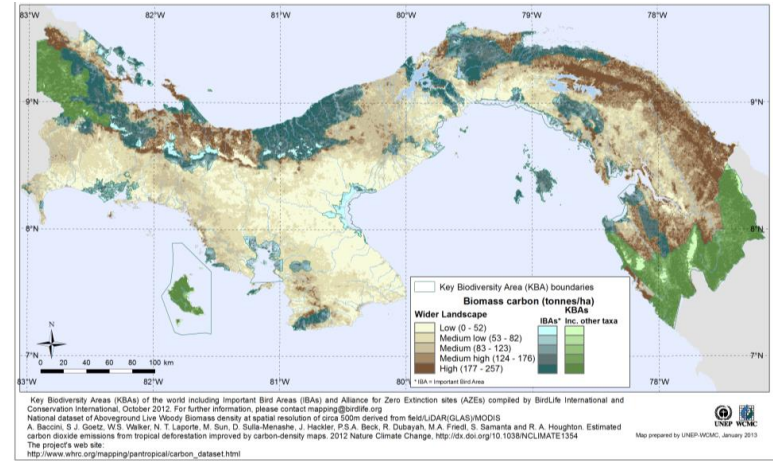 83°W 82°W 81°W 80°W 79°W 78°W
9°N 9°N
8°N 8°N
7°N 7°N
Key Biodiversity Area (KBA) boundaries
Biomass carbon (tonnes/ha)
Wider Landscape IBAs* KBAs Inc. other taxa
Low (0 - 52)
Medium low (53 - 82)
Medium (83 - 123)
Medium high (124 - 176)
High (177 - 257)
* IBA = Important Bird Area
N
0 20 40 60 80 100 km
83°W 82°W 81°W 80°W 79°W 78°W
Key Biodiversity Areas (KBAs) of the world including Important Bird Areas (IBAs) and Alliance for Zero Extinction sites (AZEs) compiled by BirdLife International and
Conservation International, October 2012. For further information, please contact mapping@birdlife.org
National dataset of Aboveground Live Woody Biomass density at spatial resolution of circa 500m derived from field/LiDAR(GLAS)/MODIS
A. Baccini, S J. Goetz, W.S. Walker, N. T. Laporte, M. Sun, D. Sulla-Menashe, J. Hackler, P.S.A. Beck, R. Dubayah, M.A. Friedl, S. Samanta and R. A. Houghton. Estimated
carbon dioxide emissions from tropical deforestation improved by carbon-density maps. 2012 Nature Climate Change, http://dx.doi.org/10.1038/NCLIMATE1354
The project's web site:
http://www.whrc.org/mapping/pantropical/carbon_dataset.html
UNEP WCMC
Map prepared by UNEP-WCMC, January 2013